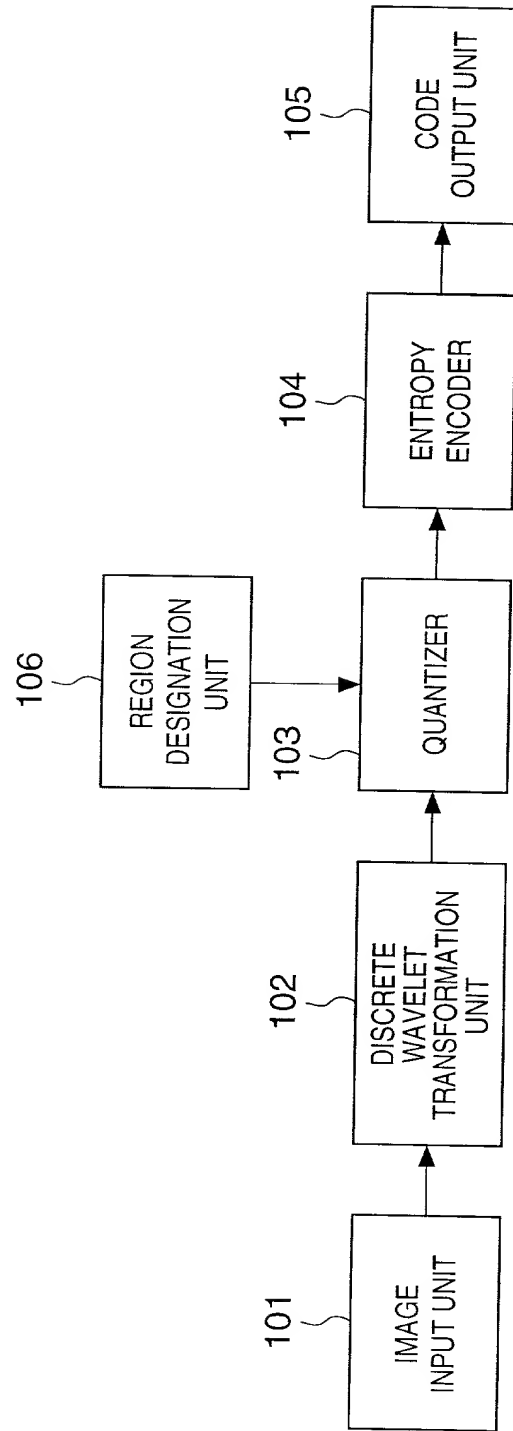 106
REGION
DESIGNATION
UNIT
101
IMAGE
INPUT UNIT
102
DISCRETE
WAVELET
TRANSFORMATION
UNIT
103
QUANTIZER
104
ENTROPY
ENCODER
105
CODE
OUTPUT UNIT